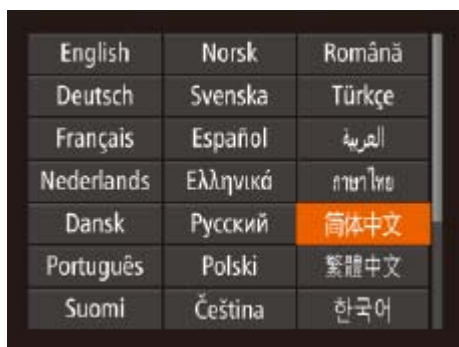 English Norsk Română
Deutsch Svenska Türkçe
Français Español العربية
Nederlands Ελληνικά ภาษาไทย
Dansk Русский 简体中文
Português Polski 繁體中文
Suomi Čeština 한국어